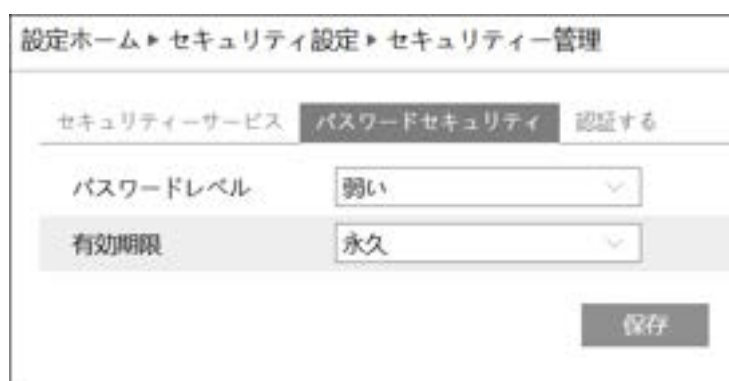 設定ホーム▶セキュリティ設定▶セキュリティー管理
セキュリティーサービス パスワードセキュリティ 認証する
パスワードレベル 弱い
有効期限 永久
保存